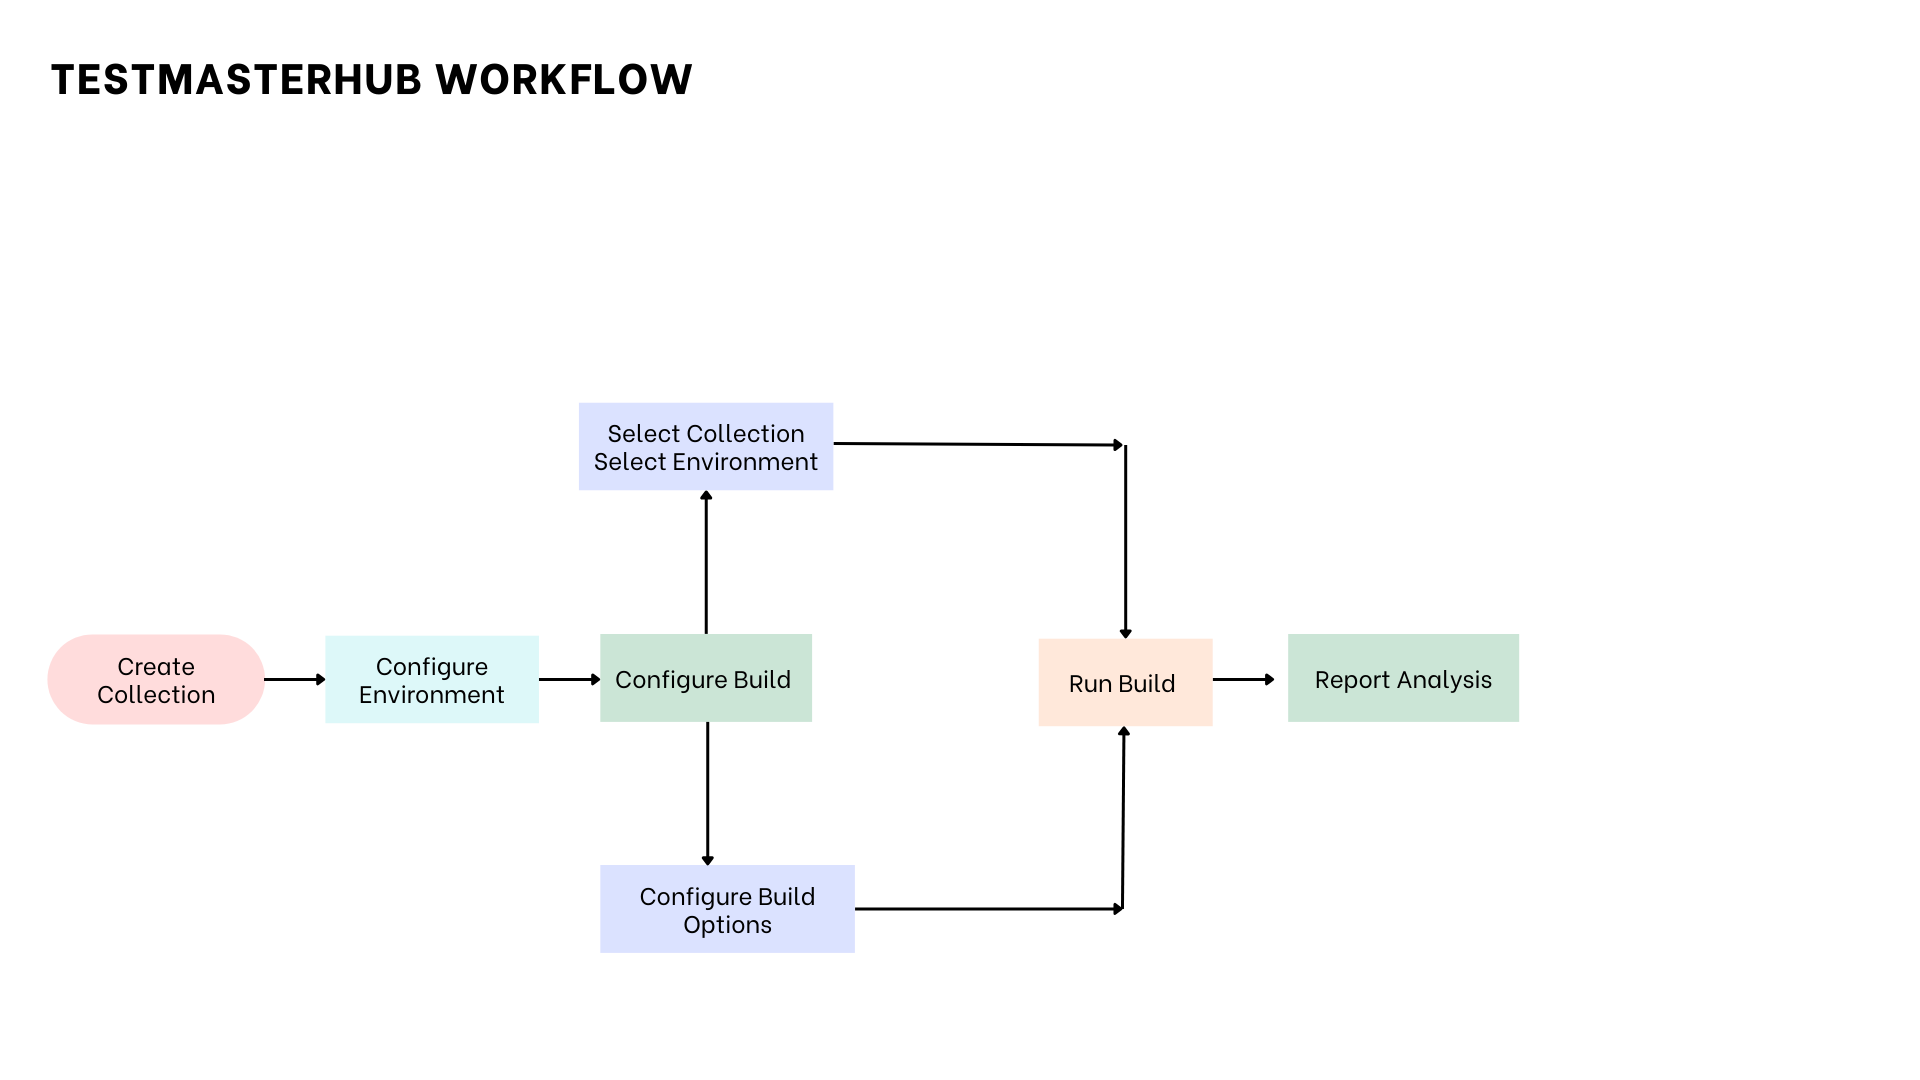 TESTMASTERHUB WORKFLOW
Select Collection
Select Environment
Create
Collection
Configure
Environment
Configure Build
Run Build
Report Analysis
Configure Build
Options